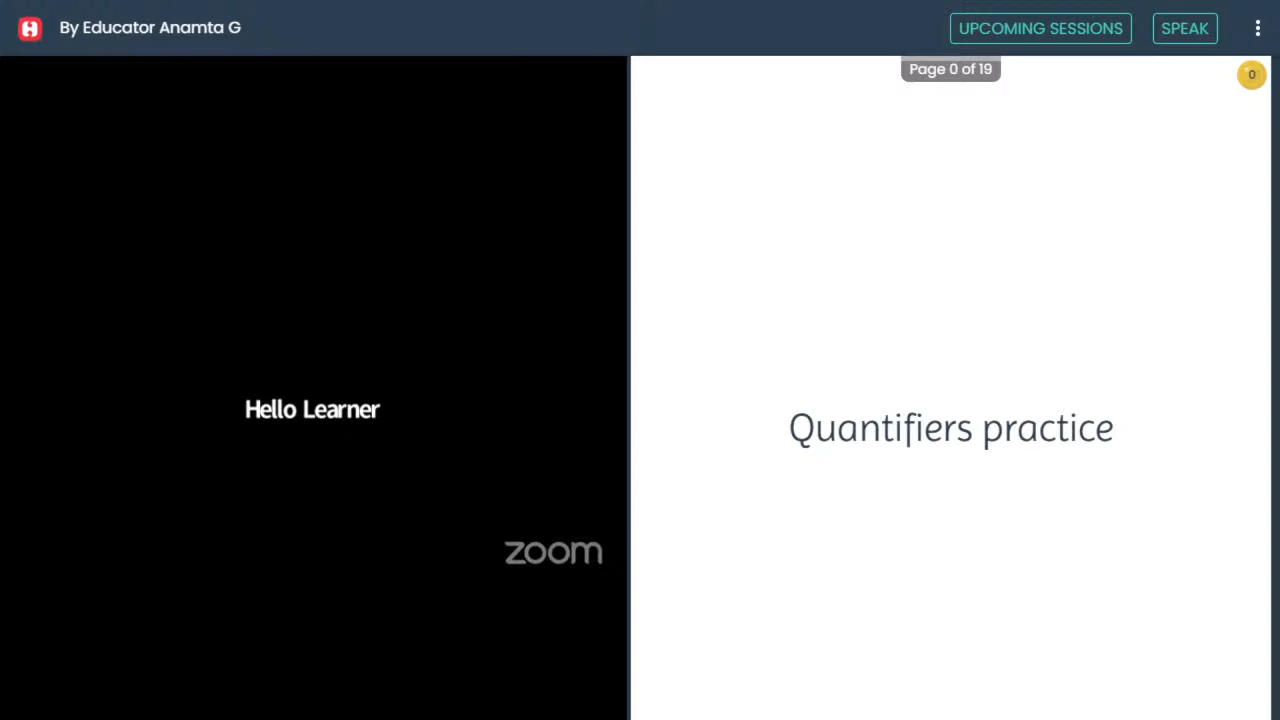 By Educator Anamta G
UPCOMING SESSIONS
SPEAK
Page 0 of 19
0
Hello Learner
zoom
Quantifiers practice